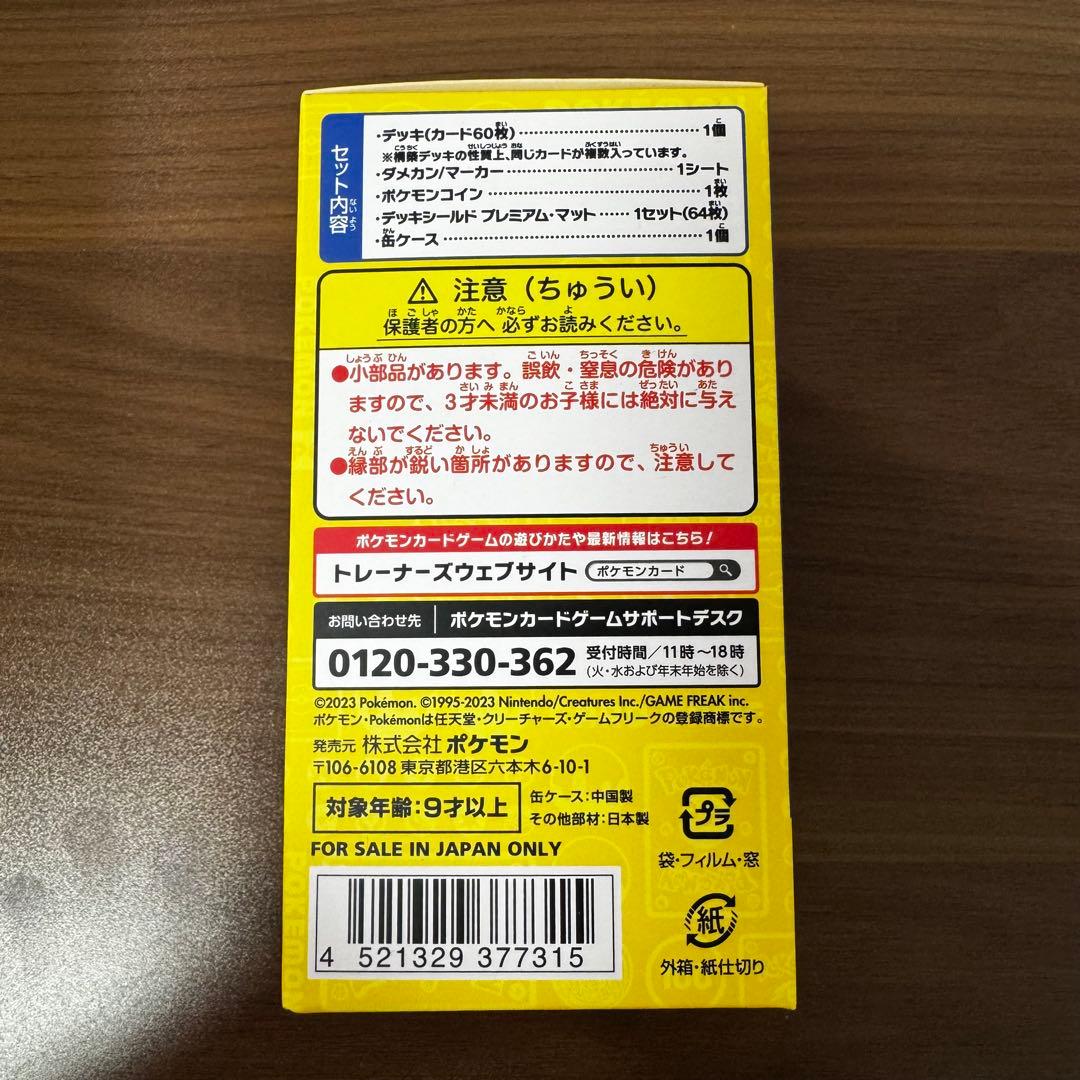 セット内容
・デッキ(カード60枚)……………………1個
※構築デッキの性質上、同じカードが複数入っています。
・ダメカン/マーカー……………………1シート
・ポケモンコイン……………………1枚
・デッキシールド プレミアム・マット……1セット(64枚)
・缶ケース……………………1個
⚠ 注意(ちゅうい)
保護者の方へ 必ずお読みください。
●小部品があります。誤飲・窒息の危険があり
ますので、3才未満のお子様には絶対に与え
ないでください。
●縁部が鋭い箇所がありますので、注意して
ください。
ポケモンカードゲームの遊びかたや最新情報はこちら!
トレーナーズウェブサイト ポケモンカード
お問い合わせ先 ポケモンカードゲームサポートデスク
0120-330-362 受付時間/11時~18時
(火・水および年末年始を除く)
©2023 Pokémon. ©1995-2023 Nintendo/Creatures Inc./GAME FREAK inc.
ポケモン・Pokémonは任天堂・クリーチャーズ・ゲームフリークの登録商標です。
発売元 株式会社ポケモン
〒106-6108 東京都港区六本木6-10-1
対象年齢:9才以上
缶ケース:中国製
その他部材:日本製
FOR SALE IN JAPAN ONLY
4 521329 377315
プラ
袋・フィルム・窓
紙
外箱・紙仕切り